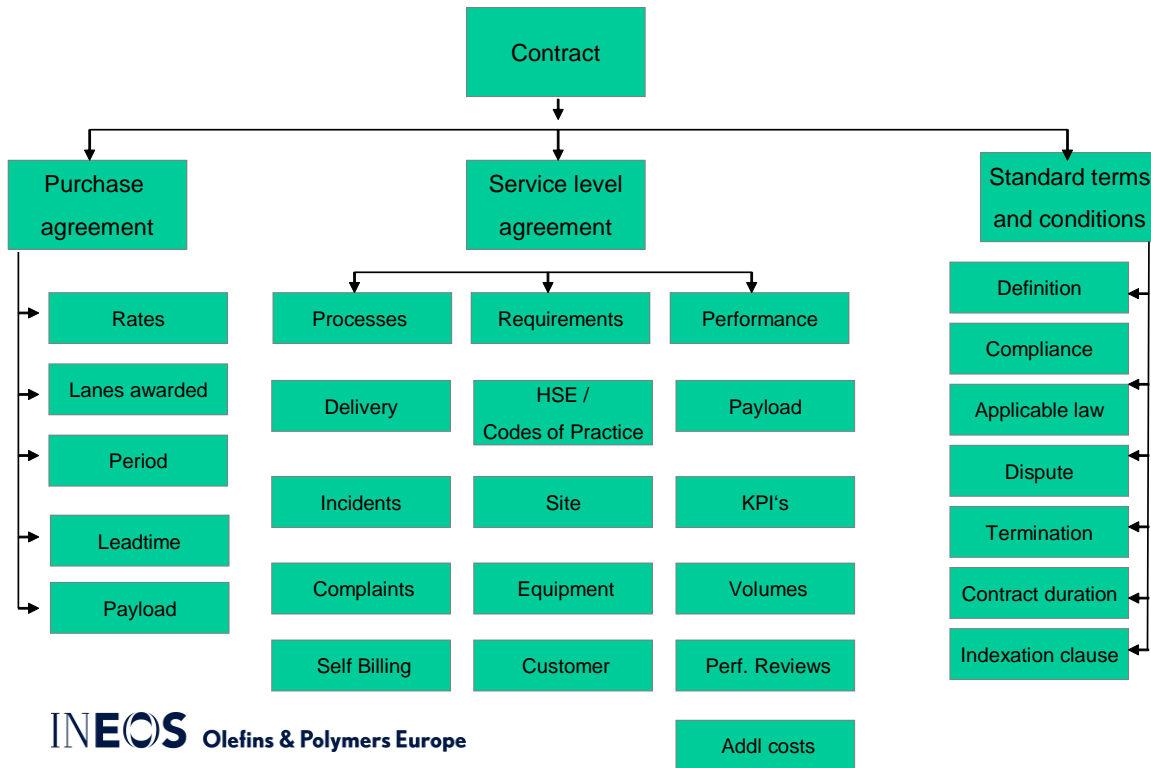 Contract
Purchase
agreement
Service level
agreement
Standard terms
and conditions
Rates
Lanes awarded
Period
Leadtime
Payload
Processes
Delivery
Incidents
Complaints
Self Billing
Requirements
HSE /
Codes of Practice
Site
Equipment
Customer
Performance
Payload
KPI‘s
Volumes
Perf. Reviews
Addl costs
Definition
Compliance
Applicable law
Dispute
Termination
Contract duration
Indexation clause
INEOS Olefins & Polymers Europe